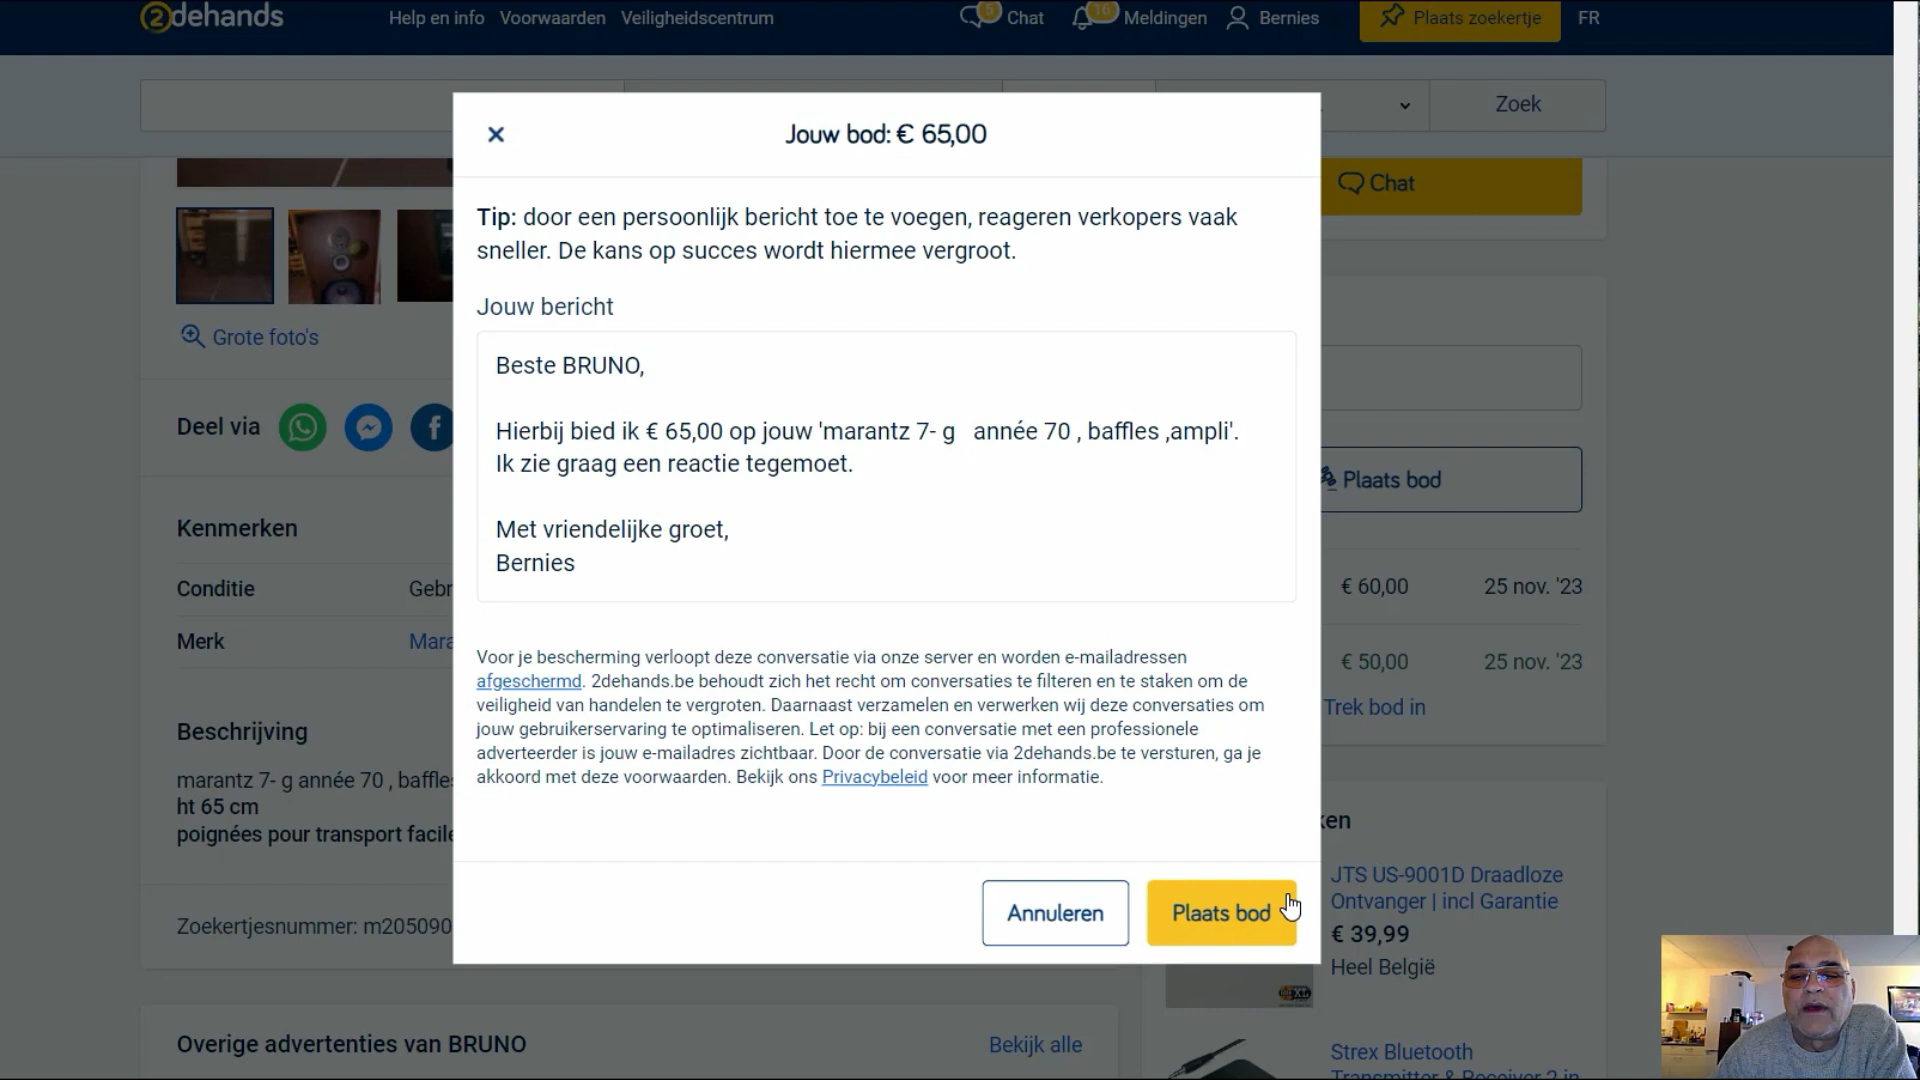 2dehands
Help en info Voorwaarden Veiligheidscentrum
5 Chat 16 Meldingen Bernies Plaats zoekertje FR
Zoek
Jouw bod: € 65,00
Chat
Tip: door een persoonlijk bericht toe te voegen, reageren verkopers vaak
sneller. De kans op succes wordt hiermee vergroot.
Jouw bericht
Grote foto's
Beste BRUNO,
Hierbij bied ik € 65,00 op jouw 'marantz 7- g année 70 , baffles ,ampli'.
Ik zie graag een reactie tegemoet.
Met vriendelijke groet,
Bernies
Deel via
Plaats bod
Kenmerken
Conditie
Merk
€ 60,00 25 nov. '23
€ 50,00 25 nov. '23
Trek bod in
Voor je bescherming verloopt deze conversatie via onze server en worden e-mailadressen
afgeschermd. 2dehands.be behoudt zich het recht om conversaties te filteren en te staken om de
veiligheid van handelen te vergroten. Daarnaast verzamelen en verwerken wij deze conversaties om
jouw gebruikerservaring te optimaliseren. Let op: bij een conversatie met een professionele
adverteerder is jouw e-mailadres zichtbaar. Door de conversatie via 2dehands.be te versturen, ga je
akkoord met deze voorwaarden. Bekijk ons Privacybeleid voor meer informatie.
Beschrijving
marantz 7- g année 70 , baffles
ht 65 cm
poignées pour transport facile
Annuleren Plaats bod
Zoekertjesnummer: m205090
JTS US-9001D Draadloze
Ontvanger | incl Garantie
€ 39,99
Heel België
Overige advertenties van BRUNO Bekijk alle
Strex Bluetooth
Transmitter & Receiver 2 in